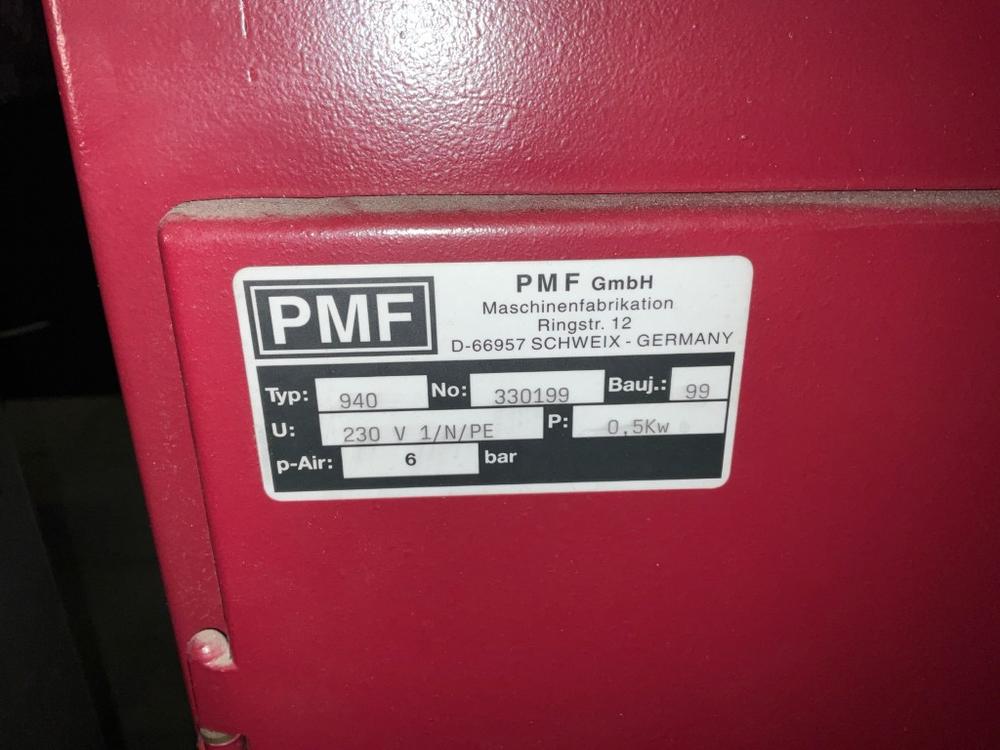 PMF
PMF GmbH
Maschinenfabrikation
Ringstr. 12
D-66957 SCHWEIX - GERMANY
Typ: 940 No: 330199 Bauj.: 99
U: 230 V 1/N/PE P: 0,5Kw
p-Air: 6 bar